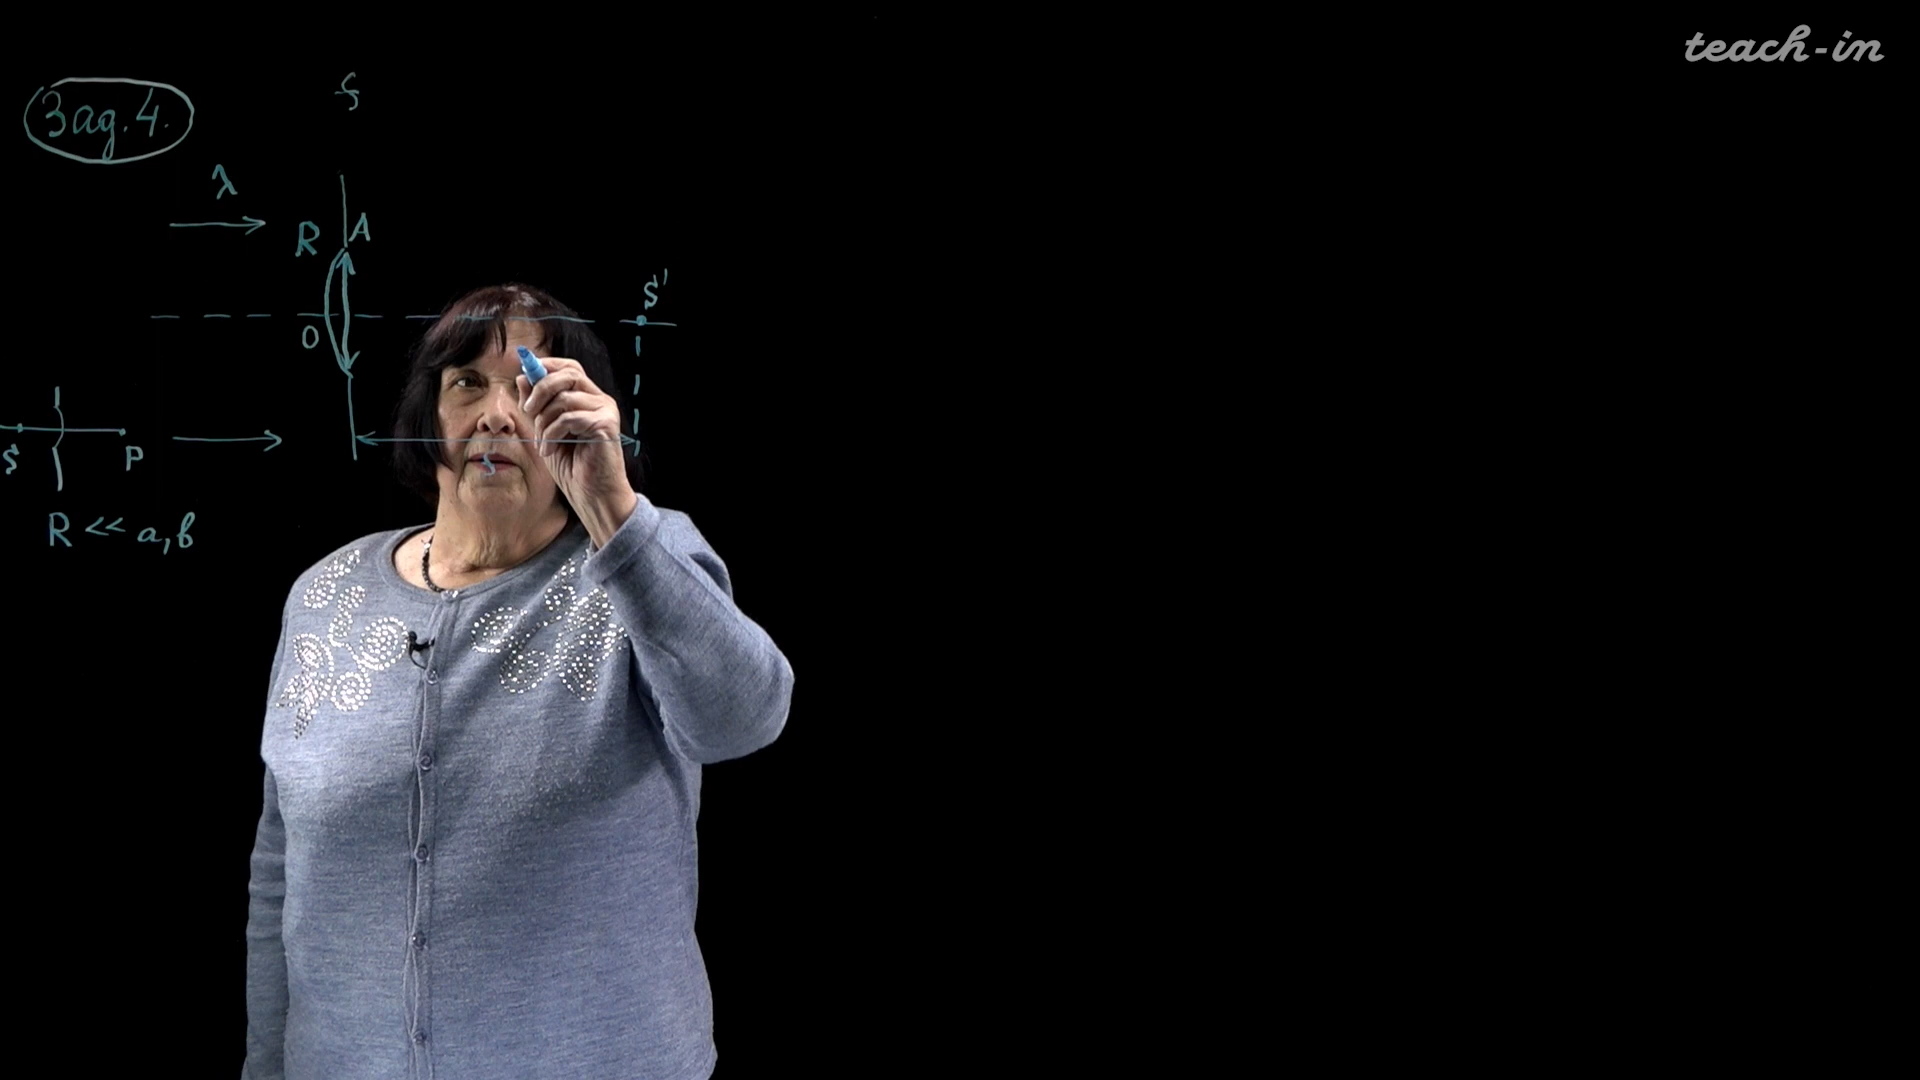 teach-in
Зад. 4.
f
λ
R A
S'
O
f
S P
R << a, b